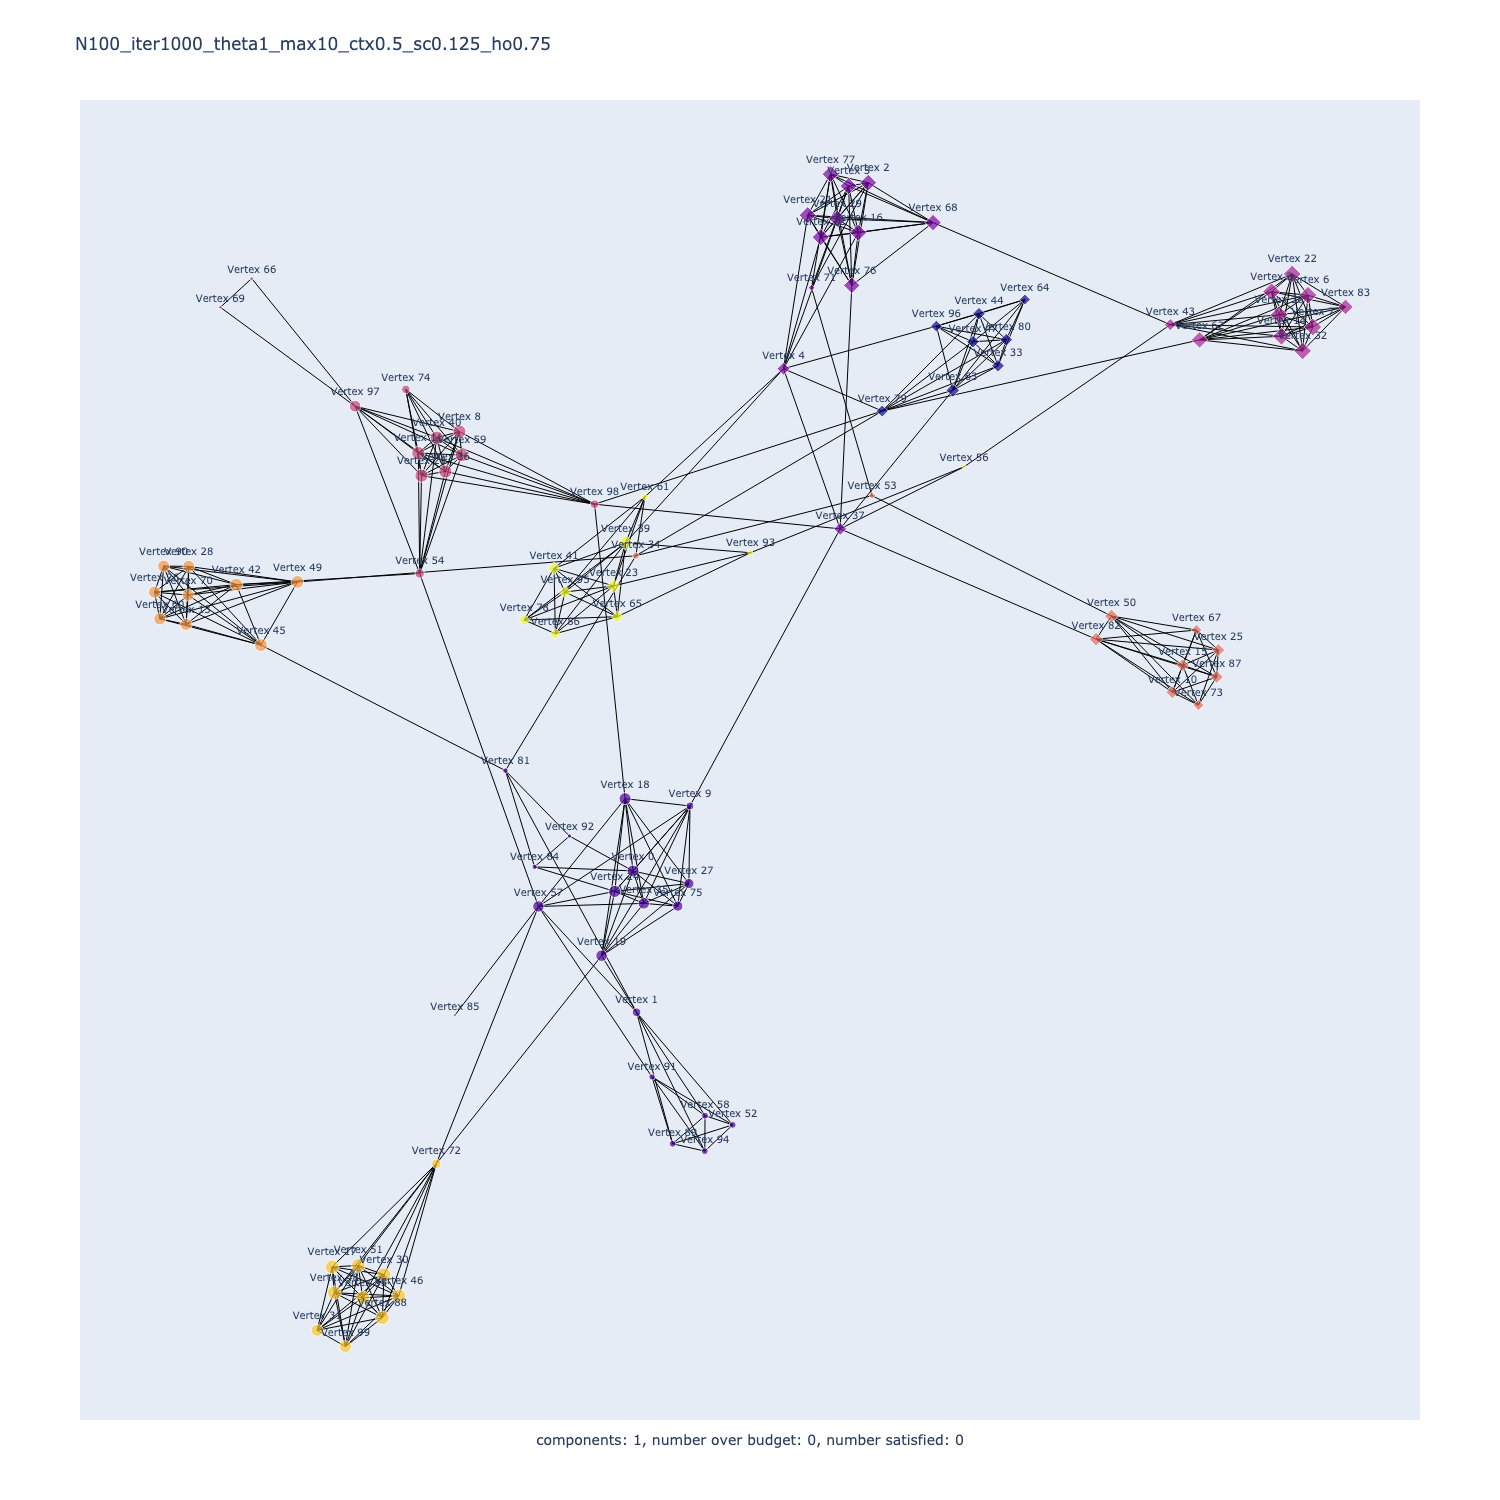 N100_iter1000_theta1_max10_ctx0.5_sc0.125_ho0.75
Vertex 77
Vertex 2
Vertex 16
Vertex 68
Vertex 76
Vertex 71
Vertex 22
Vertex 6
Vertex 83
Vertex 43
Vertex 32
Vertex 66
Vertex 69
Vertex 64
Vertex 44
Vertex 96
Vertex 80
Vertex 33
Vertex 63
Vertex 4
Vertex 79
Vertex 74
Vertex 97
Vertex 8
Vertex 40
Vertex 59
Vertex 56
Vertex 53
Vertex 98
Vertex 61
Vertex 37
Vertex 39
Vertex 34
Vertex 93
Vertex 41
Vertex 23
Vertex 95
Vertex 65
Vertex 78
Vertex 86
Vertex 54
Vertex 90
Vertex 28
Vertex 42
Vertex 49
Vertex 70
Vertex 13
Vertex 45
Vertex 50
Vertex 67
Vertex 82
Vertex 25
Vertex 15
Vertex 87
Vertex 10
Vertex 73
Vertex 81
Vertex 18
Vertex 9
Vertex 92
Vertex 84
Vertex 0
Vertex 27
Vertex 57
Vertex 75
Vertex 19
Vertex 85
Vertex 1
Vertex 91
Vertex 58
Vertex 52
Vertex 94
Vertex 72
Vertex 17
Vertex 51
Vertex 30
Vertex 46
Vertex 88
Vertex 99
components: 1, number over budget: 0, number satisfied: 0